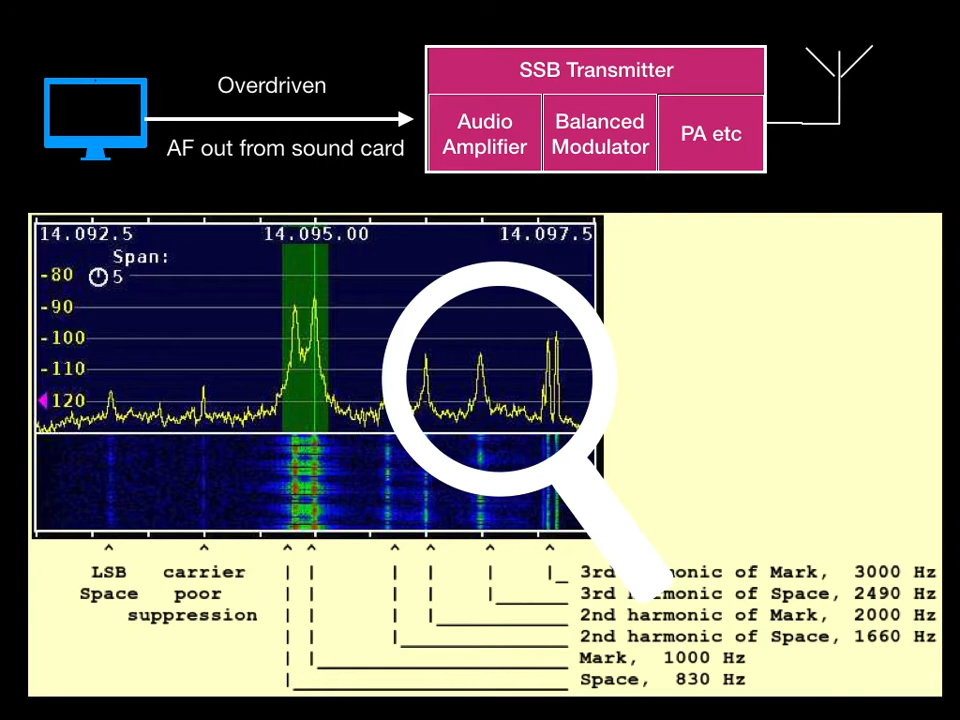 Overdriven
AF out from sound card
SSB Transmitter
Audio Amplifier
Balanced Modulator
PA etc
14.092.5 14.095.00 14.097.5
Span:
5
-80
-90
-100
-110
-120
LSB carrier
Space poor
suppression
3rd harmonic of Mark, 3000 Hz
3rd harmonic of Space, 2490 Hz
2nd harmonic of Mark, 2000 Hz
2nd harmonic of Space, 1660 Hz
Mark, 1000 Hz
Space, 830 Hz